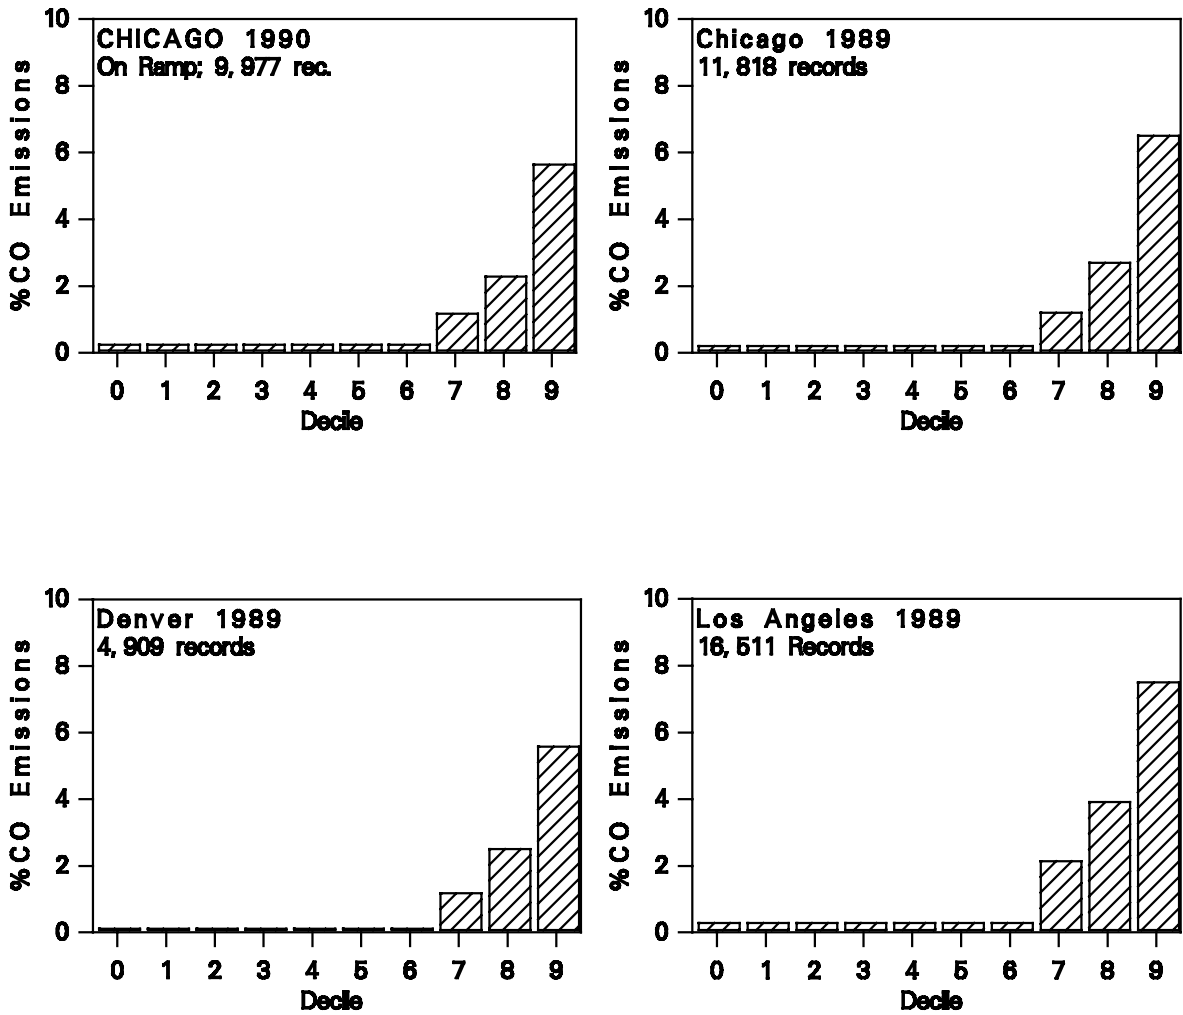 CHICAGO 1990
On Ramp; 9, 977 rec.
%CO Emissions
10
8
6
4
2
0
0 1 2 3 4 5 6 7 8 9
Decile
Chicago 1989
11, 818 records
%CO Emissions
10
8
6
4
2
0
0 1 2 3 4 5 6 7 8 9
Decile
Denver 1989
4, 909 records
%CO Emissions
10
8
6
4
2
0
0 1 2 3 4 5 6 7 8 9
Decile
Los Angeles 1989
16, 511 Records
%CO Emissions
10
8
6
4
2
0
0 1 2 3 4 5 6 7 8 9
Decile